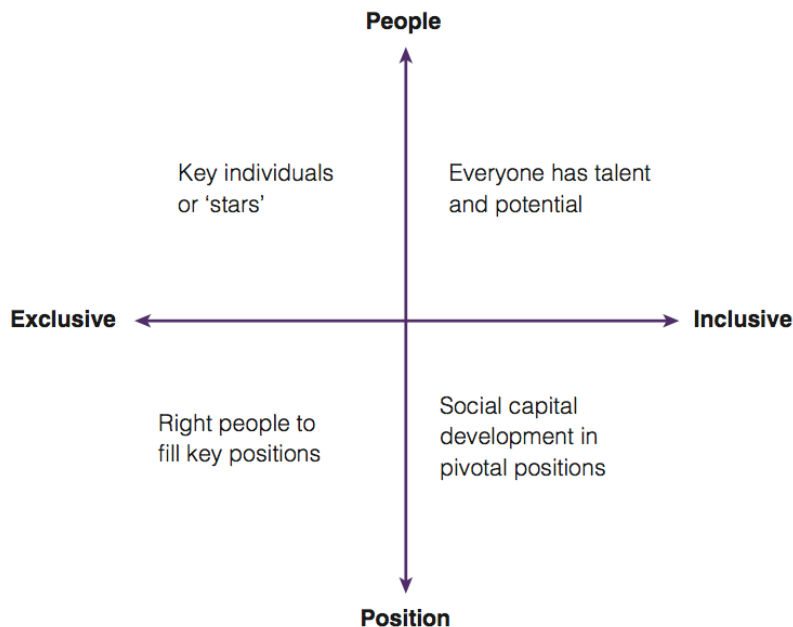 People
Key individuals
or ‘stars’
Everyone has talent
and potential
Exclusive
Inclusive
Right people to
fill key positions
Social capital
development in
pivotal positions
Position